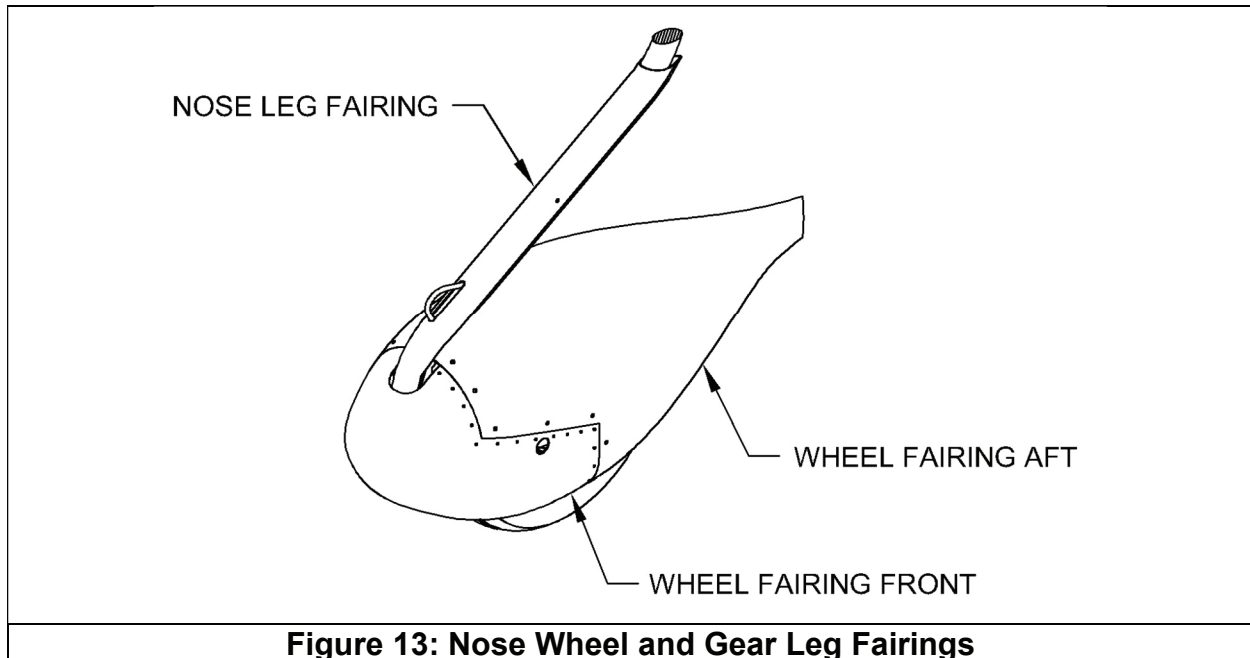 NOSE LEG FAIRING
WHEEL FAIRING AFT
WHEEL FAIRING FRONT
Figure 13: Nose Wheel and Gear Leg Fairings